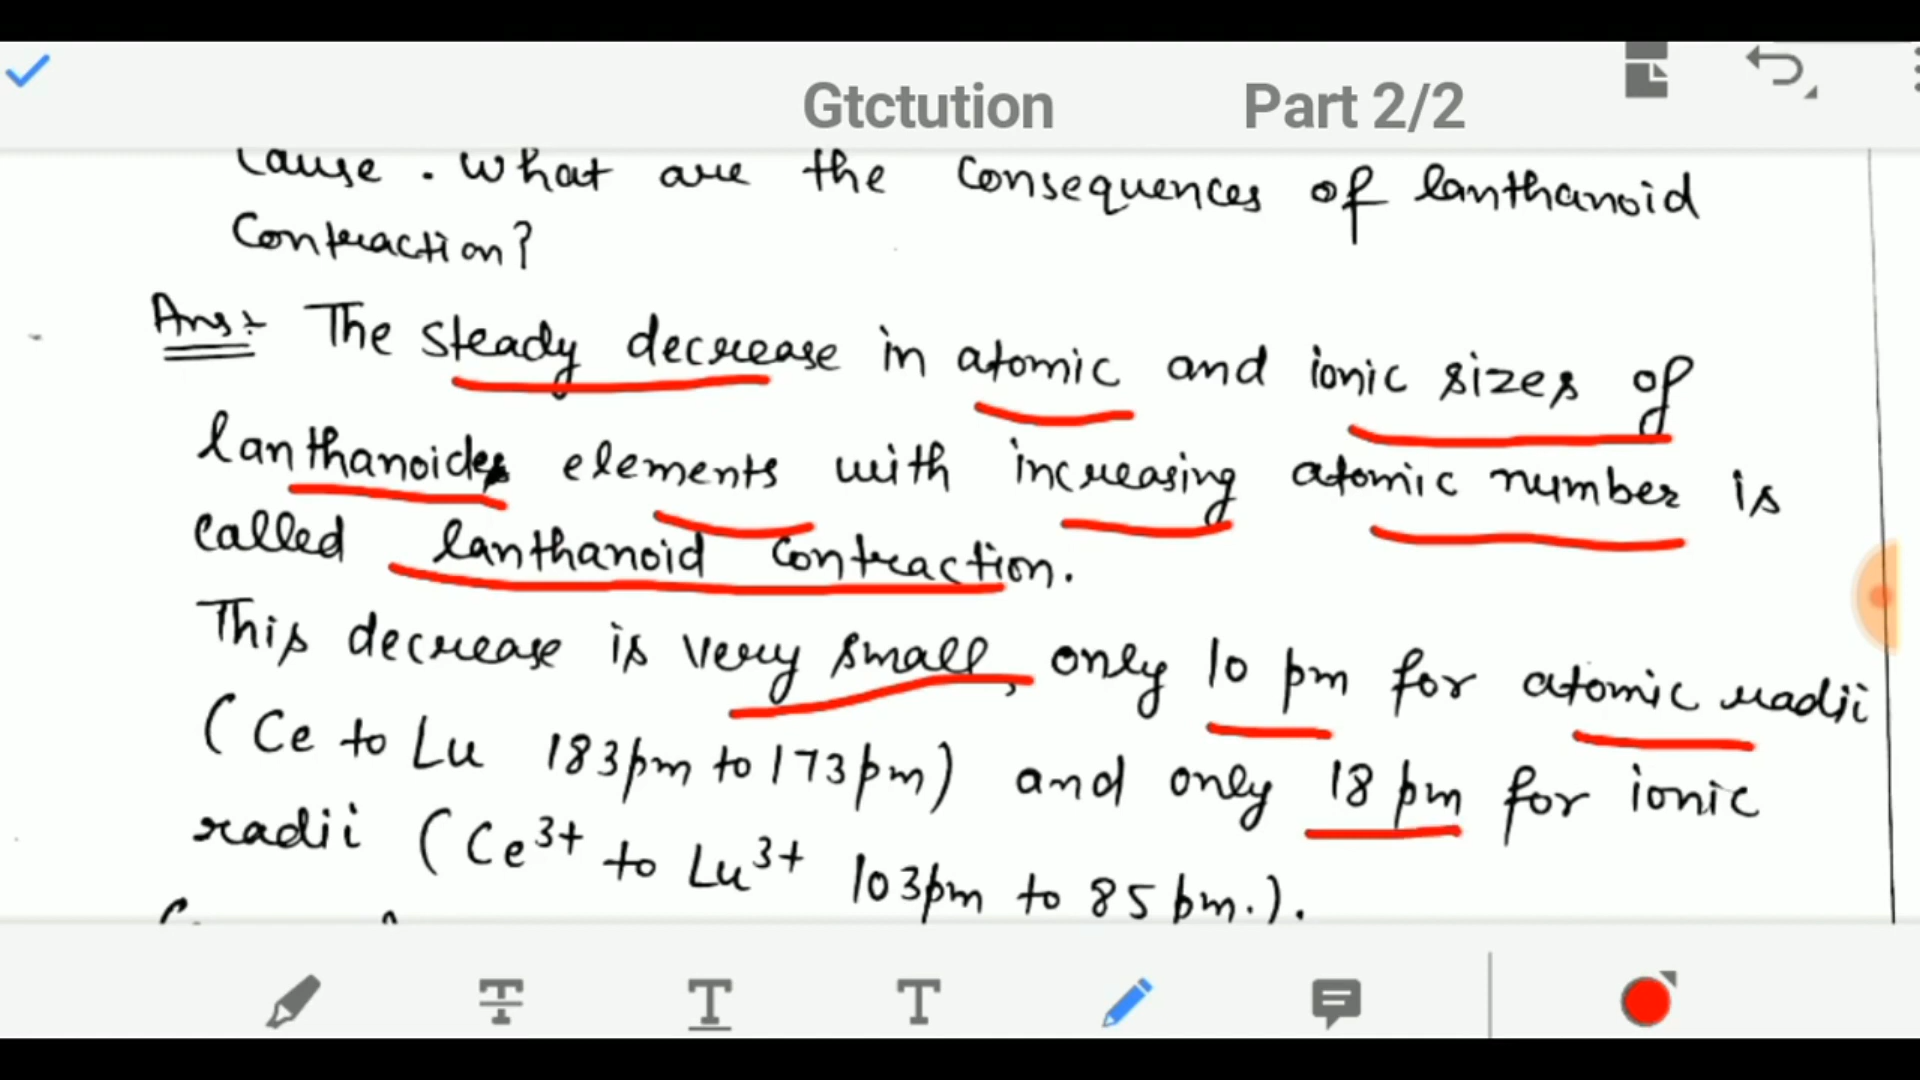 Gtctution Part 2/2
Cause. What are the Consequences of lanthanoid
Contraction?
Ans:- The steady decrease in atomic and ionic sizes of
lanthanoides elements with increasing atomic number is
called lanthanoid Contraction.
This decrease is very small, only 10 pm for atomic radii
(Ce to Lu 183pm to 173pm) and only 18 pm for ionic
radii (Ce3+ to Lu3+ 103pm to 85 pm.).